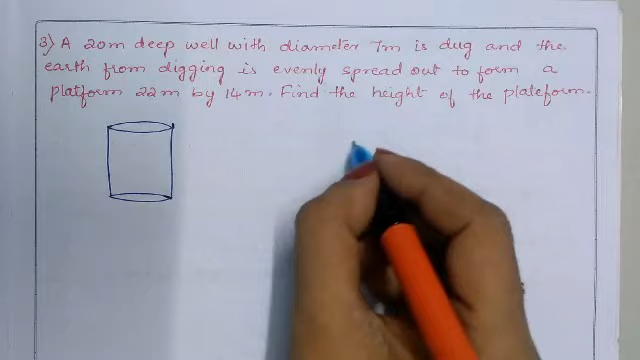 3) A 20m deep well with diameter 7m is dug and the
earth from digging is evenly spread out to form a
platform 22m by 14m. Find the height of the plateform.